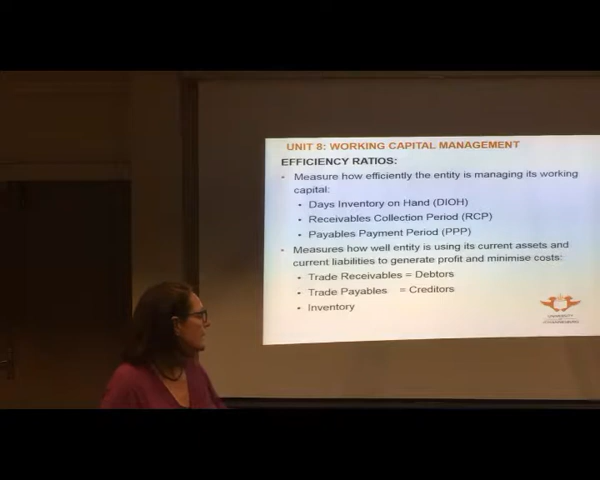 UNIT 8: WORKING CAPITAL MANAGEMENT
EFFICIENCY RATIOS:
• Measure how efficiently the entity is managing its working
capital:
• Days Inventory on Hand (DIOH)
• Receivables Collection Period (RCP)
• Payables Payment Period (PPP)
• Measures how well entity is using its current assets and
current liabilities to generate profit and minimise costs:
• Trade Receivables = Debtors
• Trade Payables = Creditors
• Inventory
UNIVERSITY